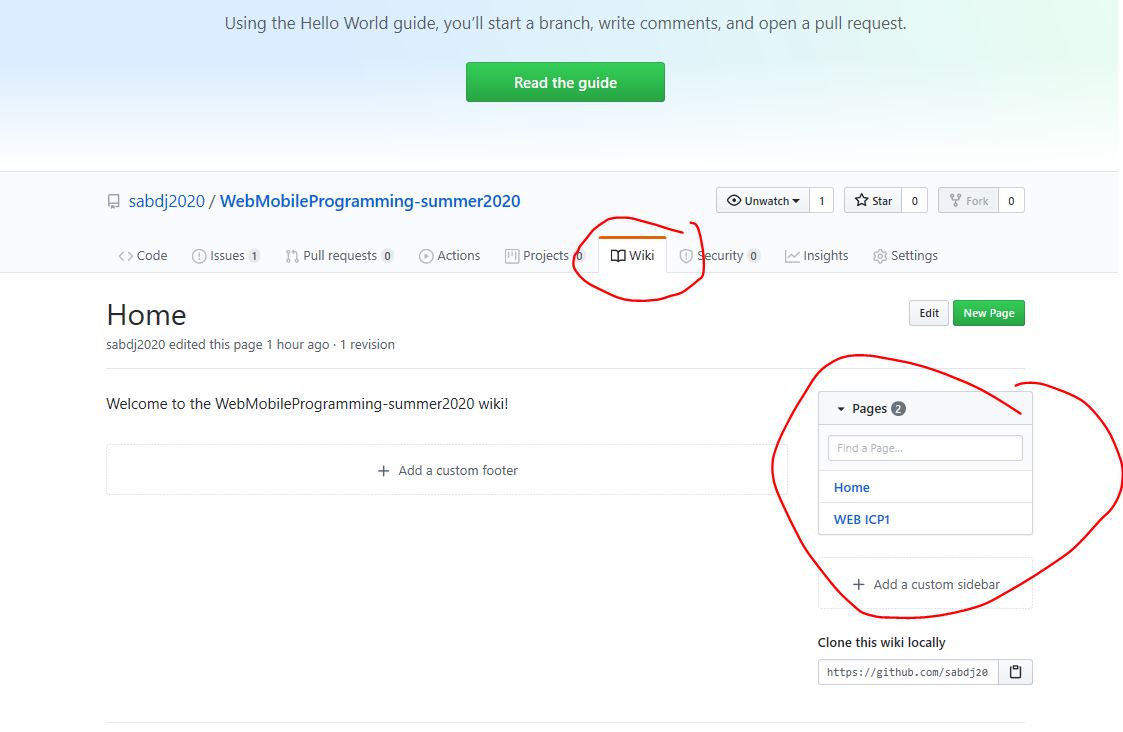 Using the Hello World guide, you’ll start a branch, write comments, and open a pull request.
Read the guide
sabdj2020 / WebMobileProgramming-summer2020
Unwatch 1 Star 0 Fork 0
Code Issues 1 Pull requests 0 Actions Projects 0 Wiki Security 0 Insights Settings
Home
Edit New Page
sabdj2020 edited this page 1 hour ago · 1 revision
Welcome to the WebMobileProgramming-summer2020 wiki!
+ Add a custom footer
Pages 2
Find a Page...
Home
WEB ICP1
+ Add a custom sidebar
Clone this wiki locally
https://github.com/sabdj20